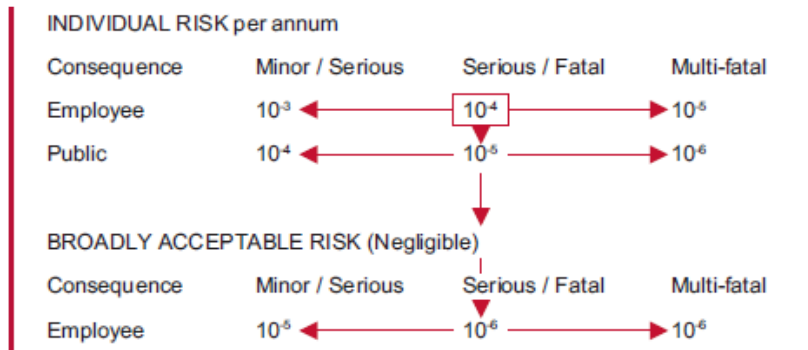 INDIVIDUAL RISK per annum
Consequence Minor / Serious Serious / Fatal Multi-fatal
Employee 10⁻³ 10⁻⁴ 10⁻⁵
Public 10⁻⁴ 10⁻⁵ 10⁻⁶
BROADLY ACCEPTABLE RISK (Negligible)
Consequence Minor / Serious Serious / Fatal Multi-fatal
Employee 10⁻⁵ 10⁻⁶ 10⁻⁶